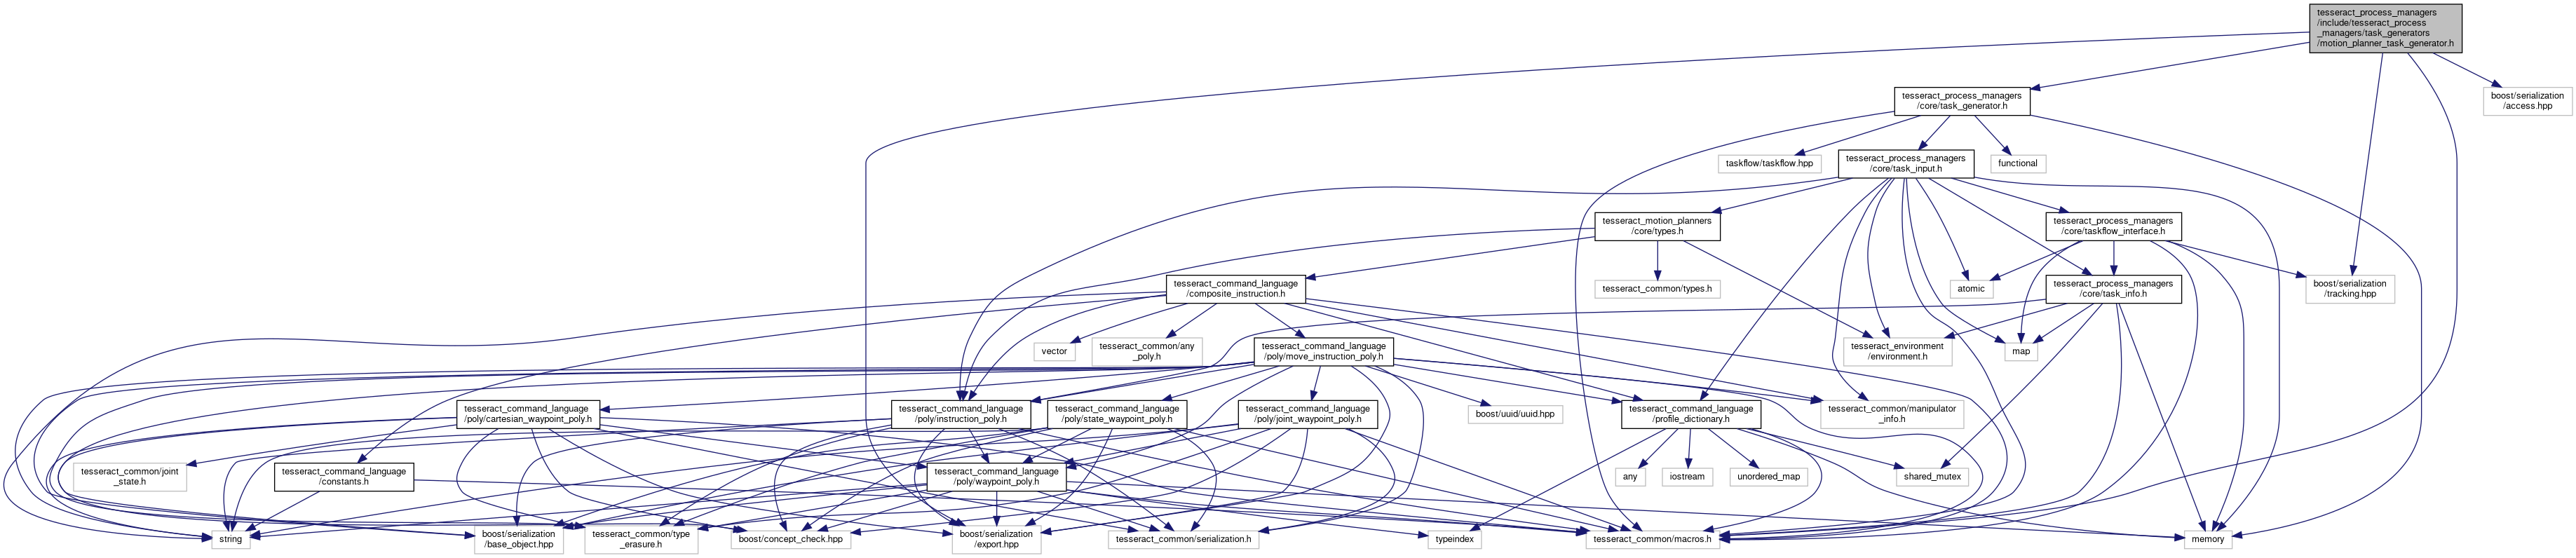 tesseract_process_managers
/include/tesseract_process
_managers/task_generators
/motion_planner_task_generator.h
tesseract_process_managers
/core/task_generator.h
boost/serialization
/access.hpp
taskflow/taskflow.hpp
tesseract_process_managers
/core/task_input.h
functional
tesseract_motion_planners
/core/types.h
tesseract_process_managers
/core/taskflow_interface.h
tesseract_command_language
/composite_instruction.h
tesseract_common/types.h
atomic
tesseract_process_managers
/core/task_info.h
boost/serialization
/tracking.hpp
vector
tesseract_common/any
_poly.h
tesseract_command_language
/poly/move_instruction_poly.h
tesseract_environment
/environment.h
map
tesseract_command_language
/poly/cartesian_waypoint_poly.h
tesseract_command_language
/poly/instruction_poly.h
tesseract_command_language
/poly/state_waypoint_poly.h
tesseract_command_language
/poly/joint_waypoint_poly.h
boost/uuid/uuid.hpp
tesseract_command_language
/profile_dictionary.h
tesseract_common/manipulator
_info.h
tesseract_common/joint
_state.h
tesseract_command_language
/constants.h
tesseract_command_language
/poly/waypoint_poly.h
any
iostream
unordered_map
shared_mutex
string
boost/serialization
/base_object.hpp
tesseract_common/type
_erasure.h
boost/concept_check.hpp
boost/serialization
/export.hpp
tesseract_common/serialization.h
typeindex
tesseract_common/macros.h
memory